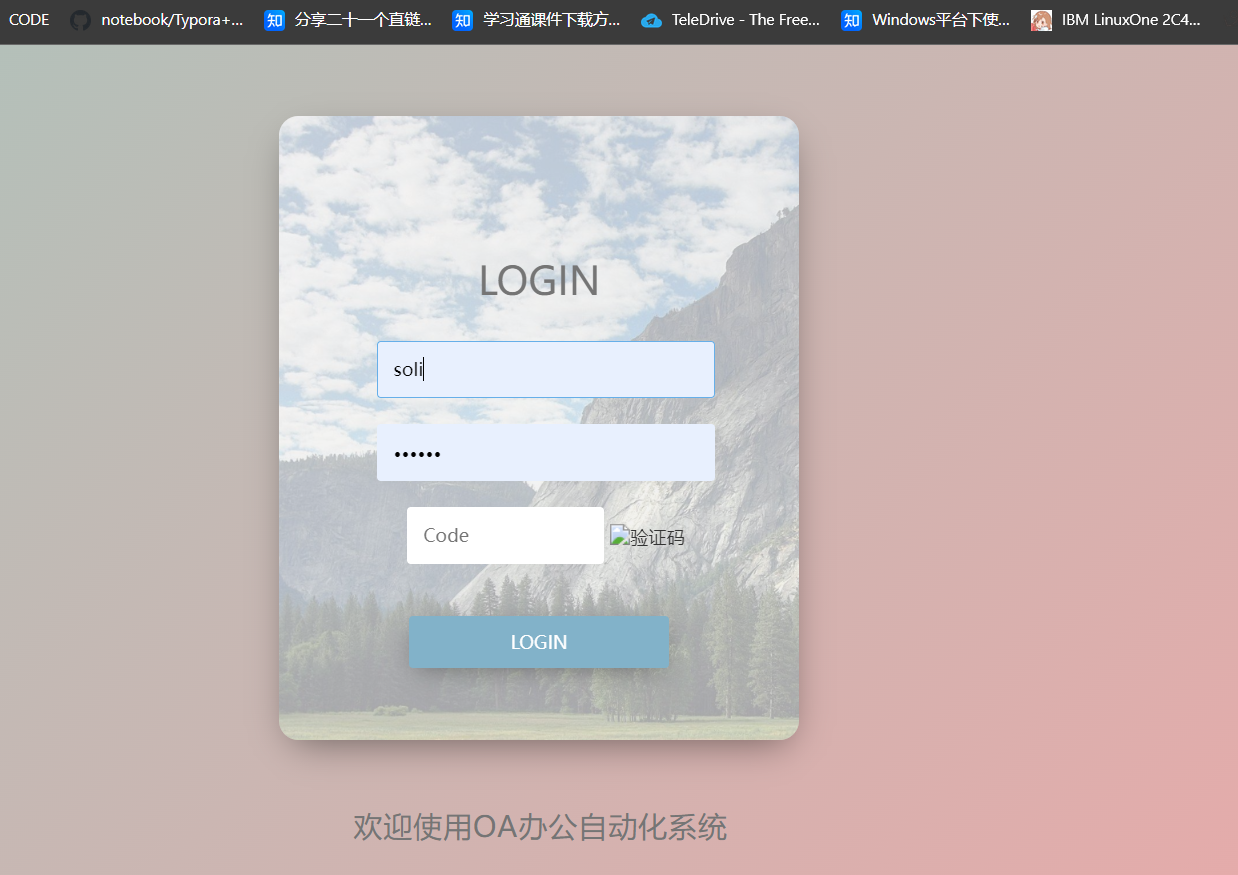 CODE notebook/Typora+... 知 分享二十一个直链... 知 学习通课件下载方... TeleDrive - The Free... 知 Windows平台下使... IBM LinuxOne 2C4...
LOGIN
soli
••••••
Code 验证码
LOGIN
欢迎使用OA办公自动化系统